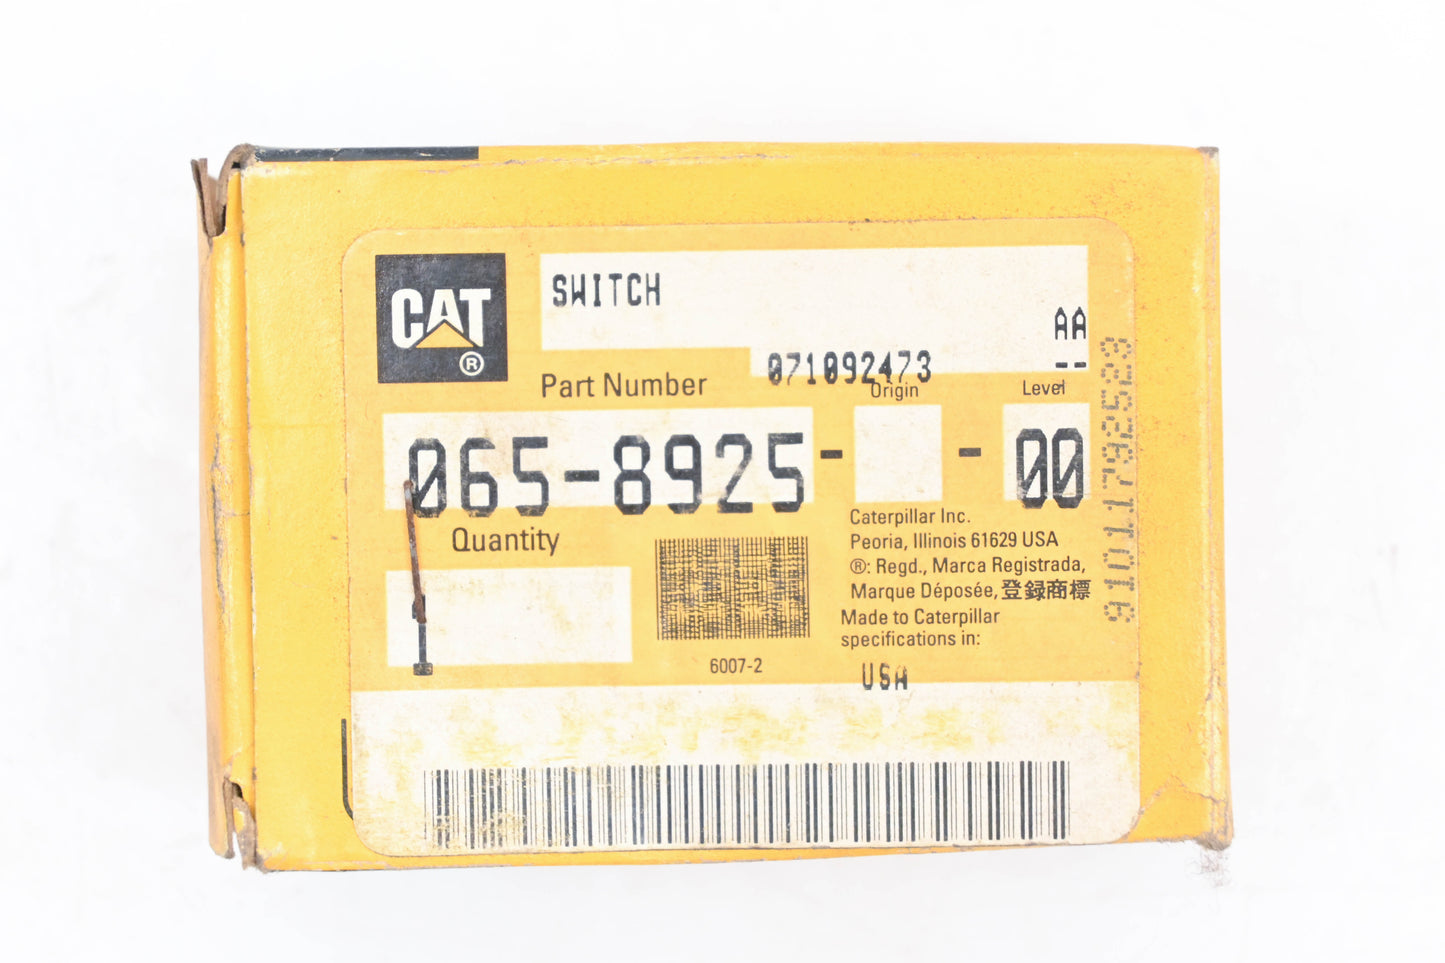 CAT
®
SWITCH
AA
071092473
--
Part Number
Origin
Level
065-8925-
-00
Quantity
1
Caterpillar Inc.
Peoria, Illinois 61629 USA
®: Regd., Marca Registrada,
Marque Déposée, 登録商標
Made to Caterpillar
specifications in:
USA
6007-2